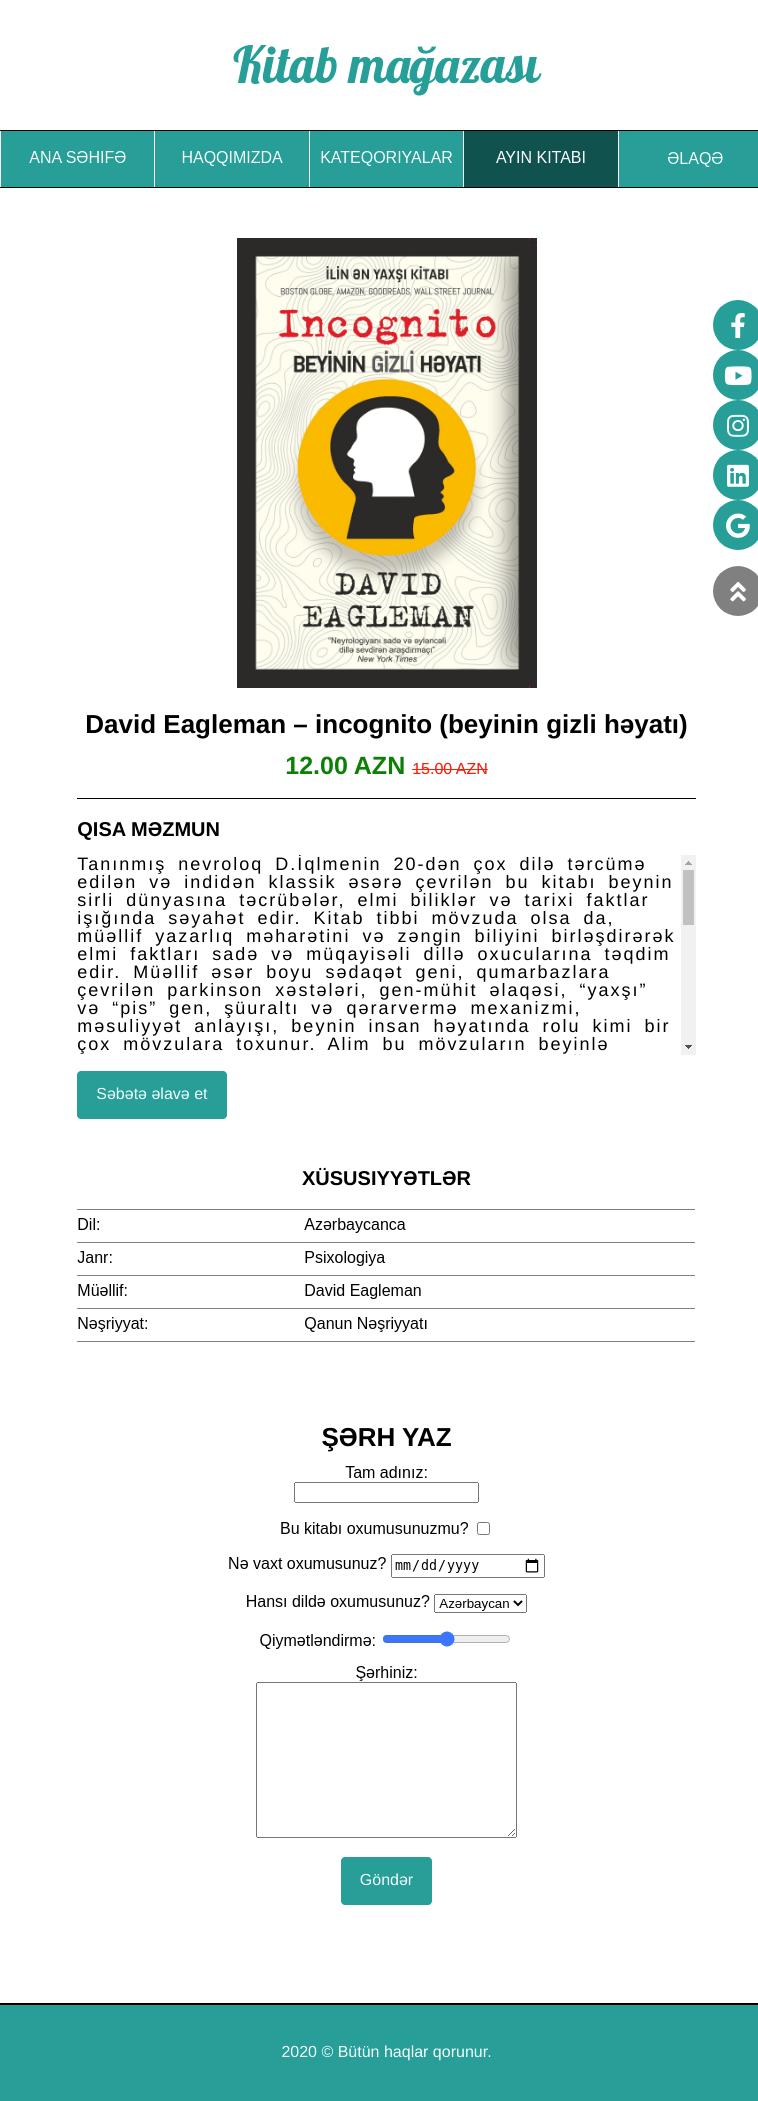 Kitab mağazası
ANA SƏHIFƏ
HAQQIMIZDA
KATEQORIYALAR
AYIN KITABI
ƏLAQƏ
İLİN ƏN YAXŞI KİTABI
BOSTON GLOBE, AMAZON, GOODREADS, WALL STREET JOURNAL
Incognito
BEYİNİN GİZLİ HƏYATI
DAVID
EAGLEMAN
"Neyrologiyanı sadə və əyləncəli
dillə sevdirən araşdırmaçı"
New York Times
David Eagleman – incognito (beyinin gizli həyatı)
12.00 AZN 15.00 AZN
QISA MƏZMUN
Tanınmış nevroloq D.İqlmenin 20-dən çox dilə tərcümə
edilən və indidən klassik əsərə çevrilən bu kitabı beynin
sirli dünyasına təcrübələr, elmi biliklər və tarixi faktlar
işığında səyahət edir. Kitab tibbi mövzuda olsa da,
müəllif yazarlıq məharətini və zəngin biliyini birləşdirərək
elmi faktları sadə və müqayisəli dillə oxucularına təqdim
edir. Müəllif əsər boyu sədaqət geni, qumarbazlara
çevrilən parkinson xəstələri, gen-mühit əlaqəsi, “yaxşı”
və “pis” gen, şüuraltı və qərarvermə mexanizmi,
məsuliyyət anlayışı, beynin insan həyatında rolu kimi bir
çox mövzulara toxunur. Alim bu mövzuların beyinlə
Səbətə əlavə et
XÜSUSIYYƏTLƏR
Dil: Azərbaycanca
Janr: Psixologiya
Müəllif: David Eagleman
Nəşriyyat: Qanun Nəşriyyatı
ŞƏRH YAZ
Tam adınız:
Bu kitabı oxumusunuzmu?
Nə vaxt oxumusunuz? mm/dd/yyyy
Hansı dildə oxumusunuz? Azərbaycan
Qiymətləndirmə:
Şərhiniz:
Göndər
2020 © Bütün haqlar qorunur.